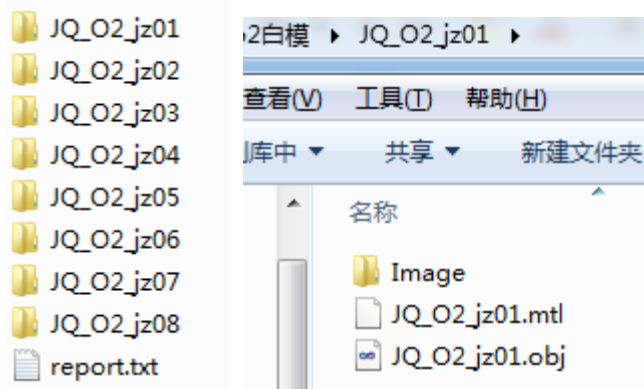 JQ_O2_jz01
JQ_O2_jz02
JQ_O2_jz03
JQ_O2_jz04
JQ_O2_jz05
JQ_O2_jz06
JQ_O2_jz07
JQ_O2_jz08
report.txt
2白模 ▸ JQ_O2_jz01 ▸
查看(V) 工具(T) 帮助(H)
库中 ▼ 共享 ▼ 新建文件夹
名称
Image
JQ_O2_jz01.mtl
JQ_O2_jz01.obj